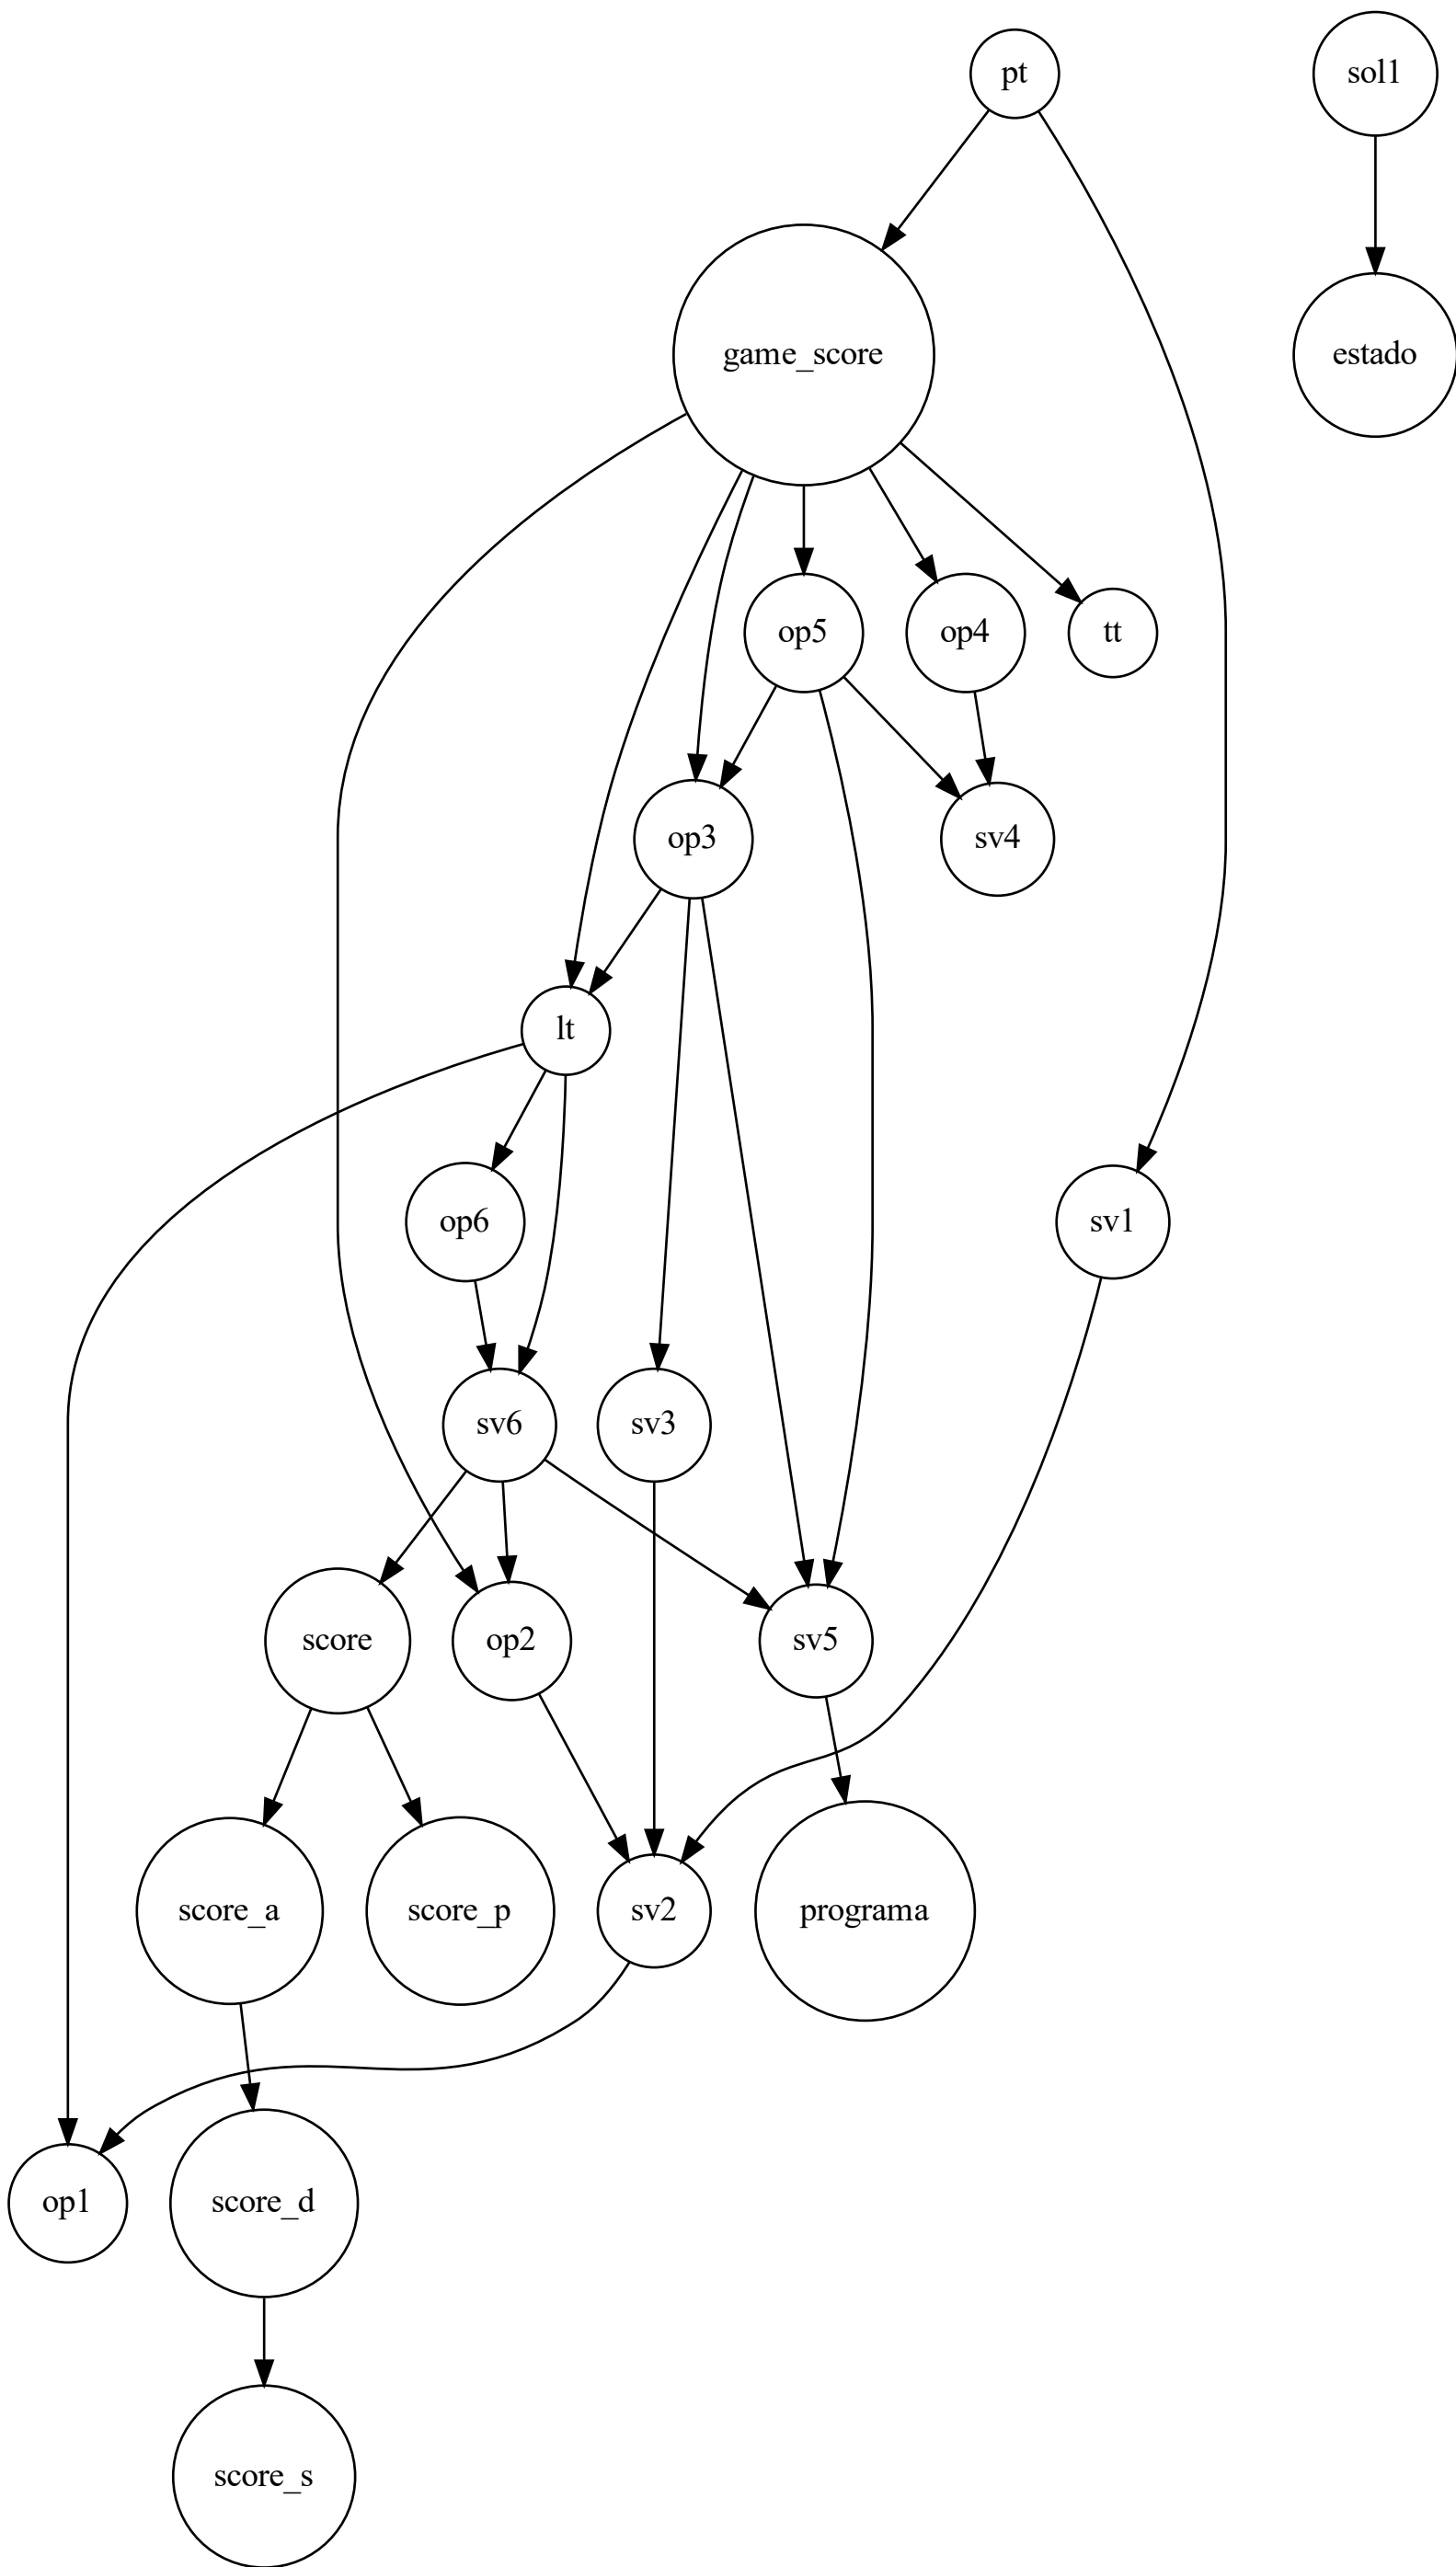 pt
sol1
game_score
estado
op5
op4
tt
op3
sv4
lt
op6
sv1
sv6
sv3
score
op2
sv5
score_a
score_p
sv2
programa
op1
score_d
score_s